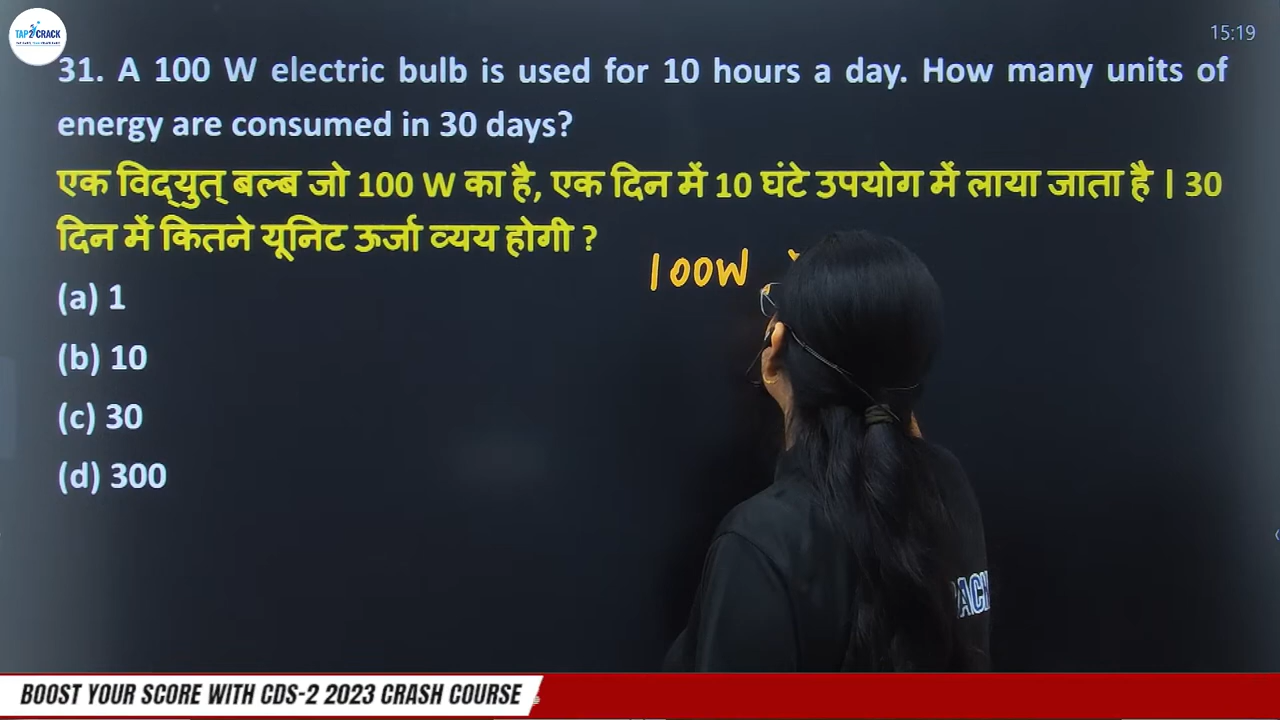 TAP2CRACK
15:19
31. A 100 W electric bulb is used for 10 hours a day. How many units of
energy are consumed in 30 days?
एक विद्युत् बल्ब जो 100 W का है, एक दिन में 10 घंटे उपयोग में लाया जाता है | 30
दिन में कितने यूनिट ऊर्जा व्यय होगी ?
100W
(a) 1
(b) 10
(c) 30
(d) 300
ACH
BOOST YOUR SCORE WITH CDS-2 2023 CRASH COURSE